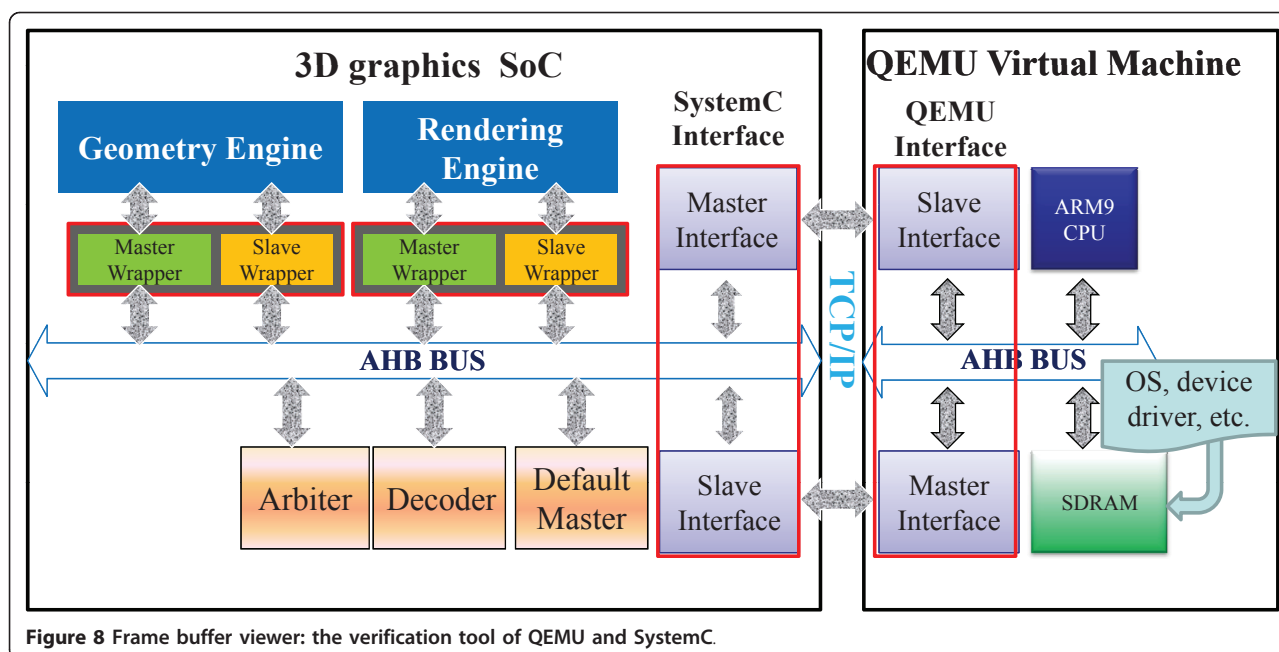 3D graphics SoC
QEMU Virtual Machine
SystemC
Interface
QEMU
Interface
Geometry Engine
Rendering
Engine
Master
Interface
Slave
Interface
ARM9
CPU
Master
Wrapper
Slave
Wrapper
Master
Wrapper
Slave
Wrapper
TCP/IP
AHB BUS
AHB BUS
OS, device
driver, etc.
Arbiter
Decoder
Default
Master
Slave
Interface
Master
Interface
SDRAM
Figure 8 Frame buffer viewer: the verification tool of QEMU and SystemC.